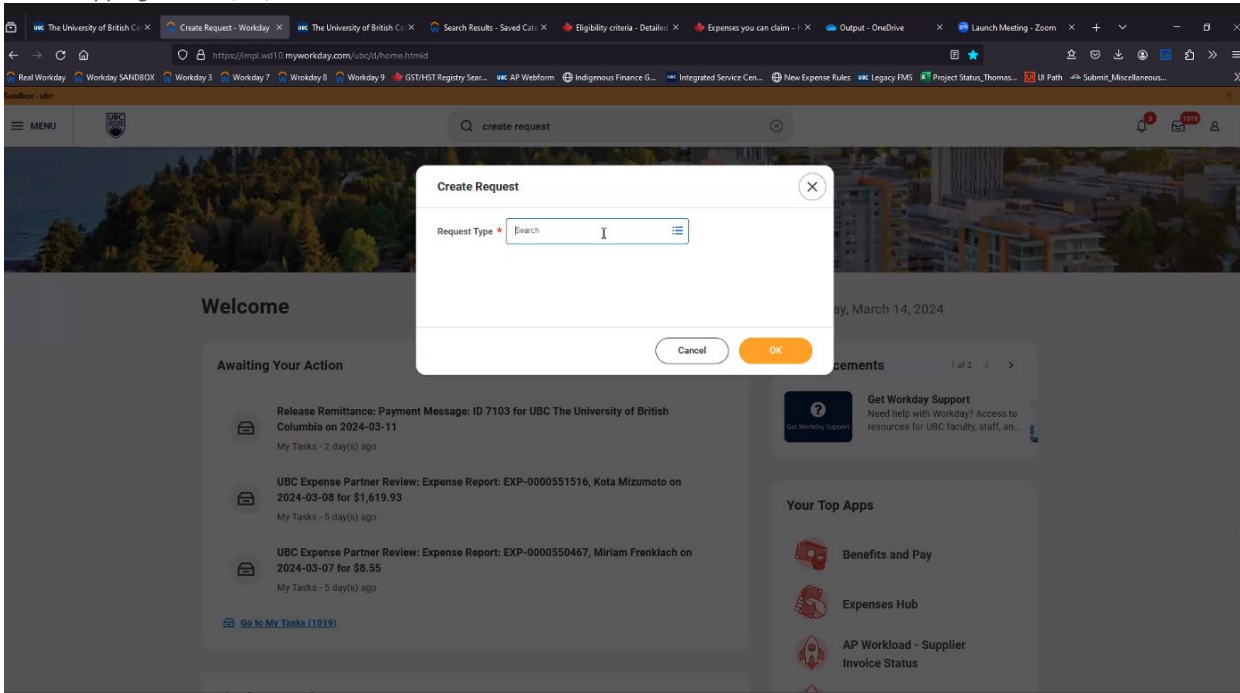 The University of British Co
Create Request - Workday
The University of British Co
Search Results - Saved Cate
Eligibility criteria - Detailed
Expenses you can claim – H
Output - OneDrive
Launch Meeting - Zoom
https://impl.wd10.myworkday.com/ubc/d/home.htmld
Real Workday
Workday SANDBOX
Workday 3
Workday 7
Wrokday 8
Workday 9
GST/HST Registry Sear...
AP Webform
Indigenous Finance G...
Integrated Service Cen...
New Expense Rules
Legacy FMS
Project Status_Thomas...
UI Path
Submit_Miscellaneous...
Sandbox - ubc
MENU
UBC
create request
3
1019
Create Request
Request Type *
Search
Cancel
OK
Welcome
ay, March 14, 2024
Awaiting Your Action
Release Remittance: Payment Message: ID 7103 for UBC The University of British
Columbia on 2024-03-11
My Tasks - 2 day(s) ago
UBC Expense Partner Review: Expense Report: EXP-0000551516, Kota Mizumoto on
2024-03-08 for $1,619.93
My Tasks - 5 day(s) ago
UBC Expense Partner Review: Expense Report: EXP-0000550467, Miriam Frenklach on
2024-03-07 for $8.55
My Tasks - 5 day(s) ago
Go to My Tasks (1019)
cements
1 of 2
Get Workday Support
Get Workday Support
Need help with Workday? Access to
resources for UBC faculty, staff, an...
Your Top Apps
Benefits and Pay
Expenses Hub
AP Workload - Supplier
Invoice Status